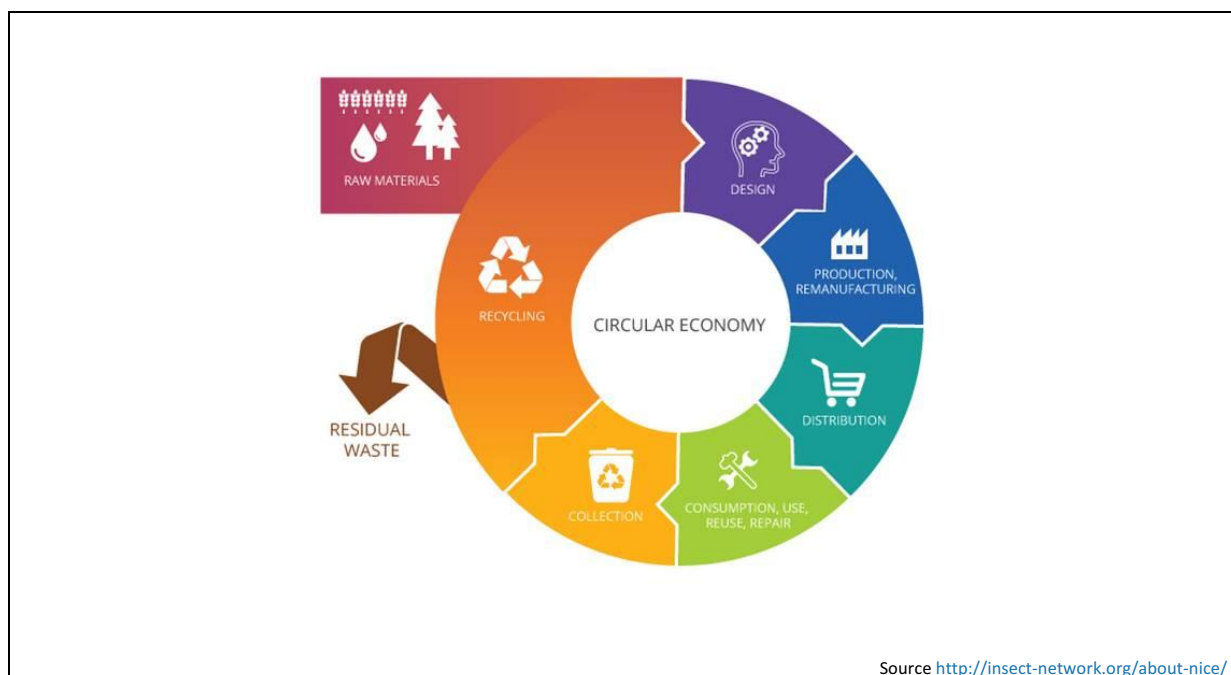 RAW MATERIALS
DESIGN
PRODUCTION,
REMANUFACTURING
RECYCLING
CIRCULAR ECONOMY
DISTRIBUTION
RESIDUAL
WASTE
COLLECTION
CONSUMPTION, USE,
REUSE, REPAIR
Source http://insect-network.org/about-nice/